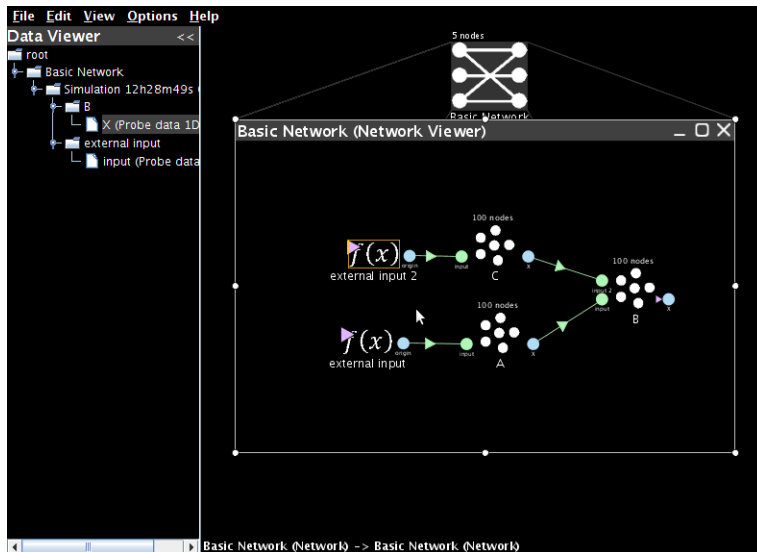 File Edit View Options Help
Data Viewer <<
root
Basic Network
Simulation 12h28m49s
B
X (Probe data 1D
external input
input (Probe data
5 nodes
Basic Network
Basic Network (Network Viewer)
100 nodes
f(x)
origin
input
X
external input 2
C
100 nodes
input 2
input
X
B
100 nodes
f(x)
origin
input
X
external input
A
Basic Network (Network) -> Basic Network (Network)